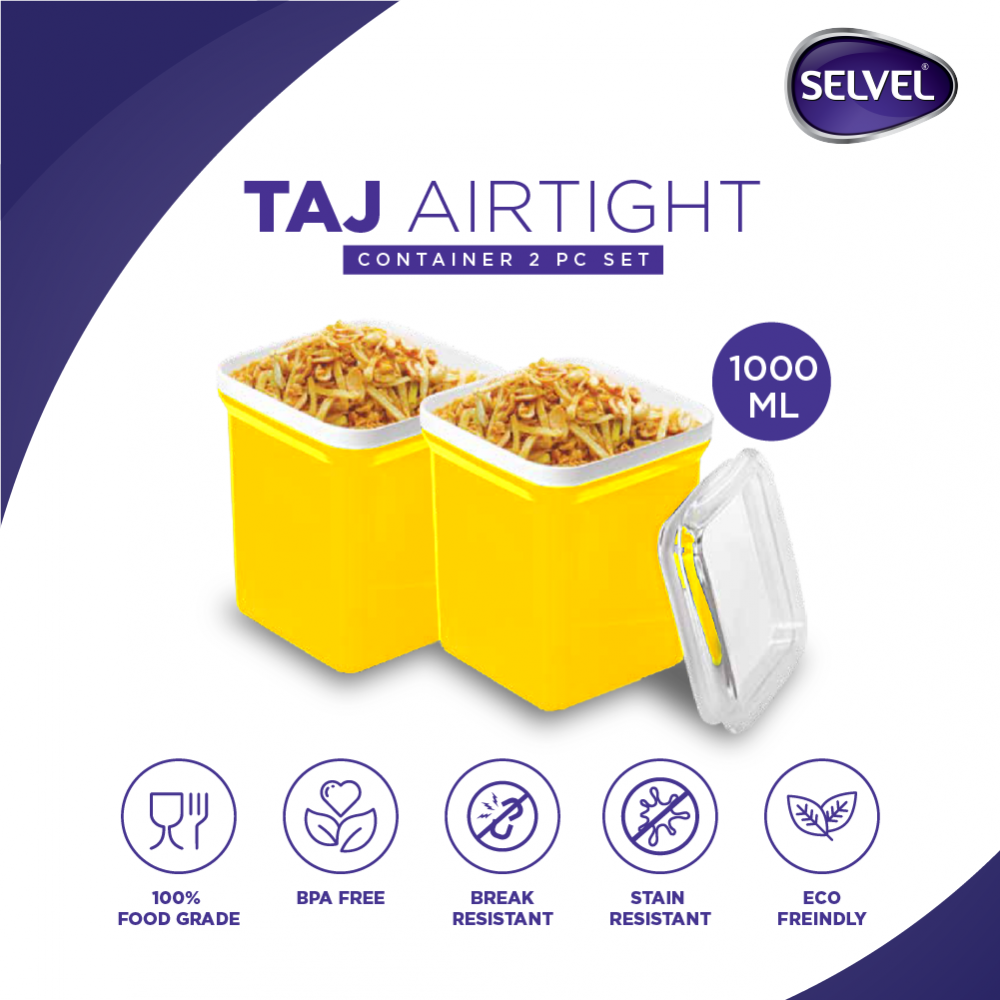 SELVEL®
TAJ AIRTIGHT
CONTAINER 2 PC SET
1000
ML
100%
FOOD GRADE
BPA FREE
BREAK
RESISTANT
STAIN
RESISTANT
ECO
FREINDLY